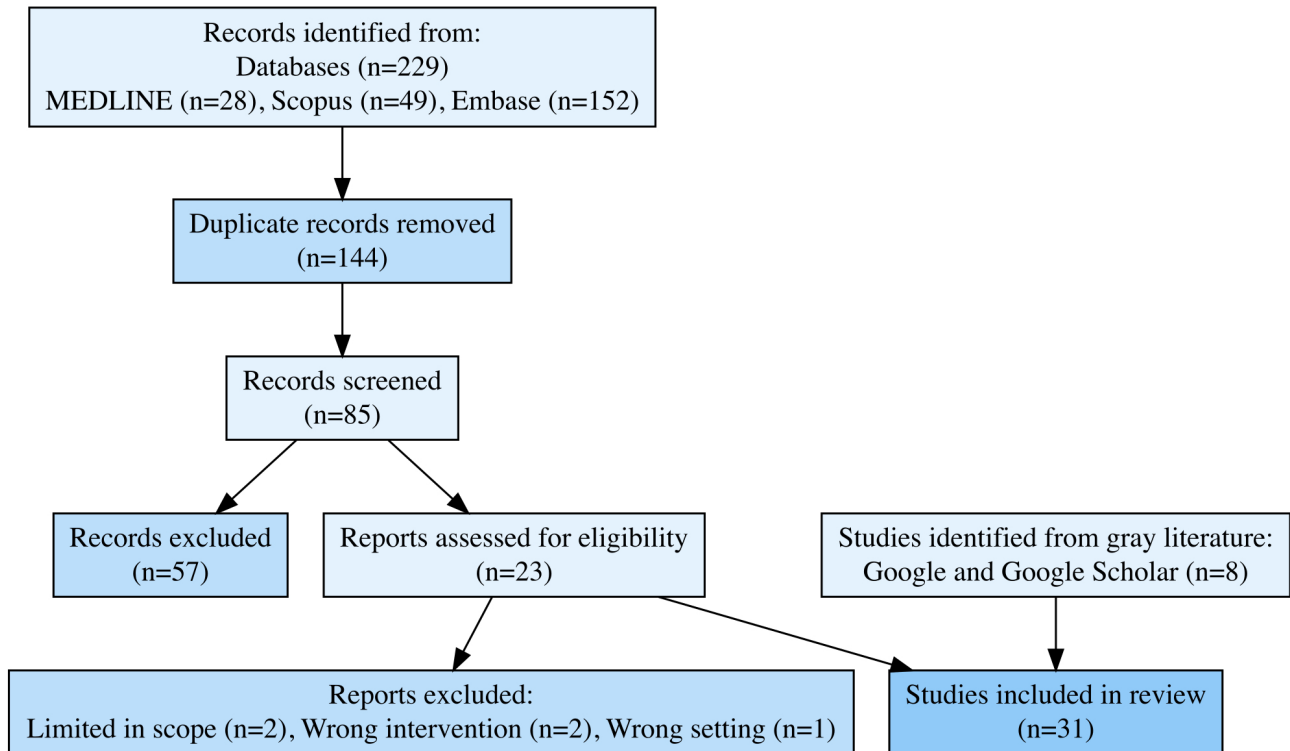 Records identified from:
Databases (n=229)
MEDLINE (n=28), Scopus (n=49), Embase (n=152)
Duplicate records removed
(n=144)
Records screened
(n=85)
Records excluded
(n=57)
Reports assessed for eligibility
(n=23)
Studies identified from gray literature:
Google and Google Scholar (n=8)
Reports excluded:
Limited in scope (n=2), Wrong intervention (n=2), Wrong setting (n=1)
Studies included in review
(n=31)